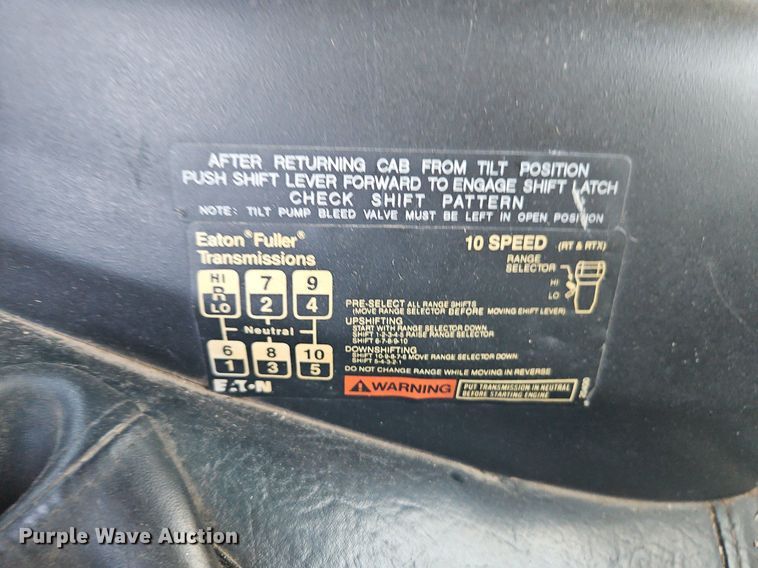 AFTER RETURNING CAB FROM TILT POSITION
PUSH SHIFT LEVER FORWARD TO ENGAGE SHIFT LATCH
CHECK SHIFT PATTERN
NOTE: TILT PUMP BLEED VALVE MUST BE LEFT IN OPEN POSITION
Eaton® Fuller®
Transmissions
10 SPEED (RT & RTX)
RANGE
SELECTOR
HI
LO
HI 7 9
R
LO 2 4
Neutral
6 8 10
1 3 5
EATON
PRE-SELECT ALL RANGE SHIFTS
(MOVE RANGE SELECTOR BEFORE MOVING SHIFT LEVER)
UPSHIFTING
START WITH RANGE SELECTOR DOWN
SHIFT 1-2-3-4-5 RAISE RANGE SELECTOR
SHIFT 6-7-8-9-10
DOWNSHIFTING
SHIFT 10-9-8-7-6 MOVE RANGE SELECTOR DOWN
SHIFT 5-4-3-2-1
DO NOT CHANGE RANGE WHILE MOVING IN REVERSE
WARNING
PUT TRANSMISSION IN NEUTRAL
BEFORE STARTING ENGINE
Purple Wave Auction